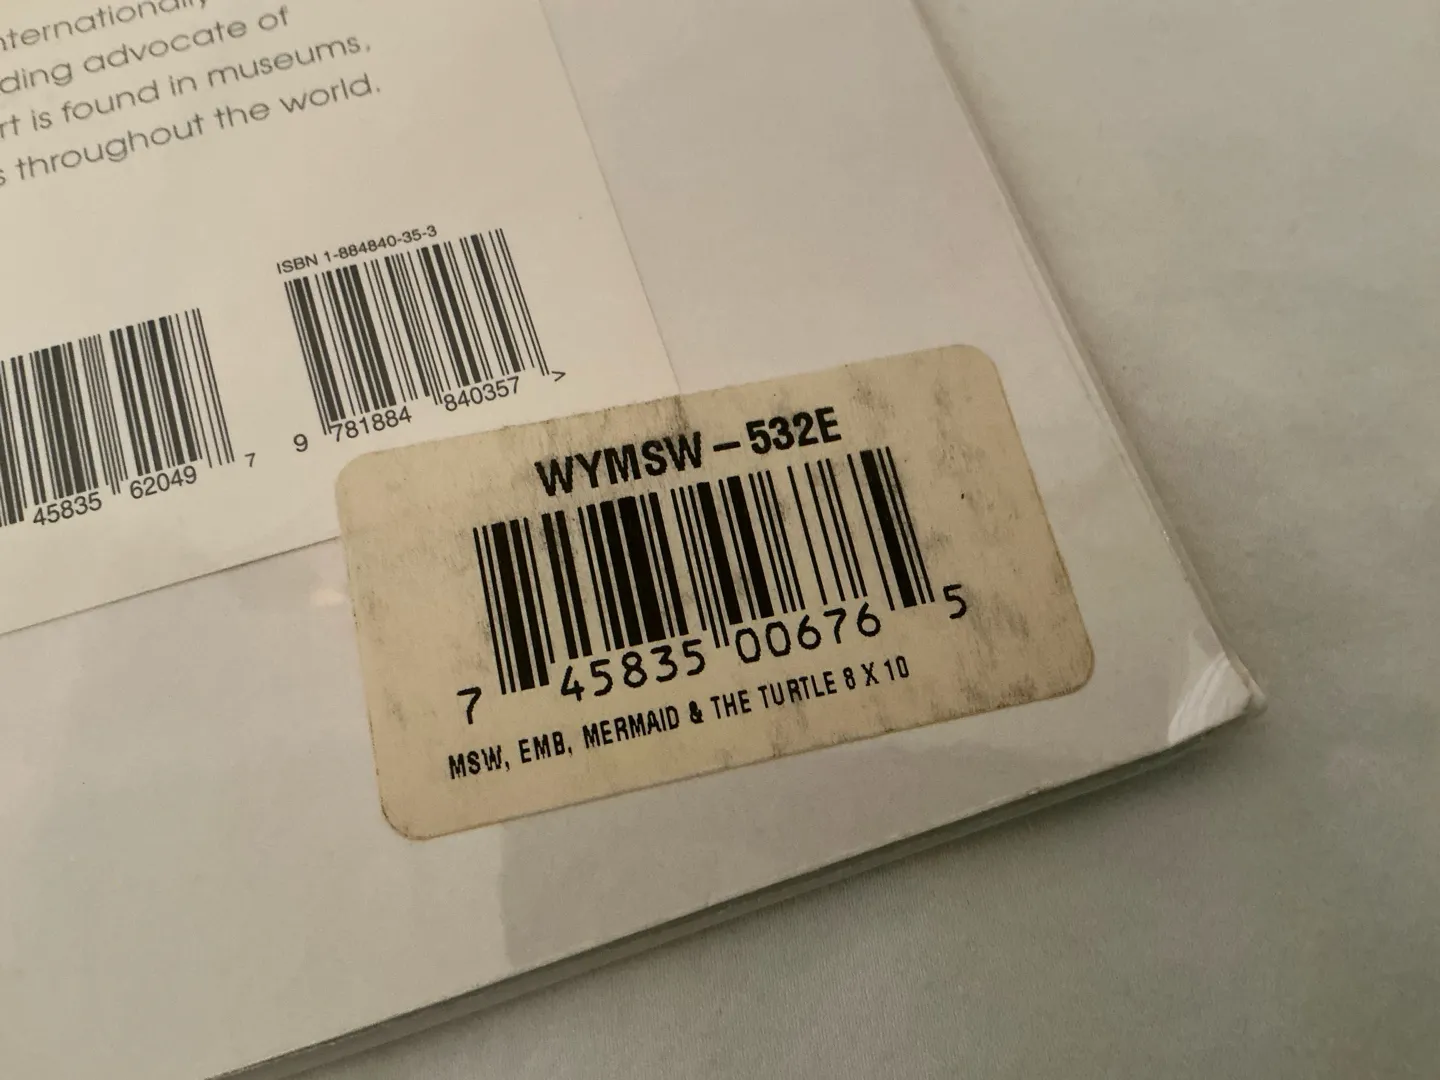 nternationally
ding advocate of
rt is found in museums,
s throughout the world.
ISBN 1-884840-35-3
9 781884 840357 >
45835 62049 7
WYMSW-532E
7 45835 00676 5
MSW, EMB, MERMAID & THE TURTLE 8 X 10